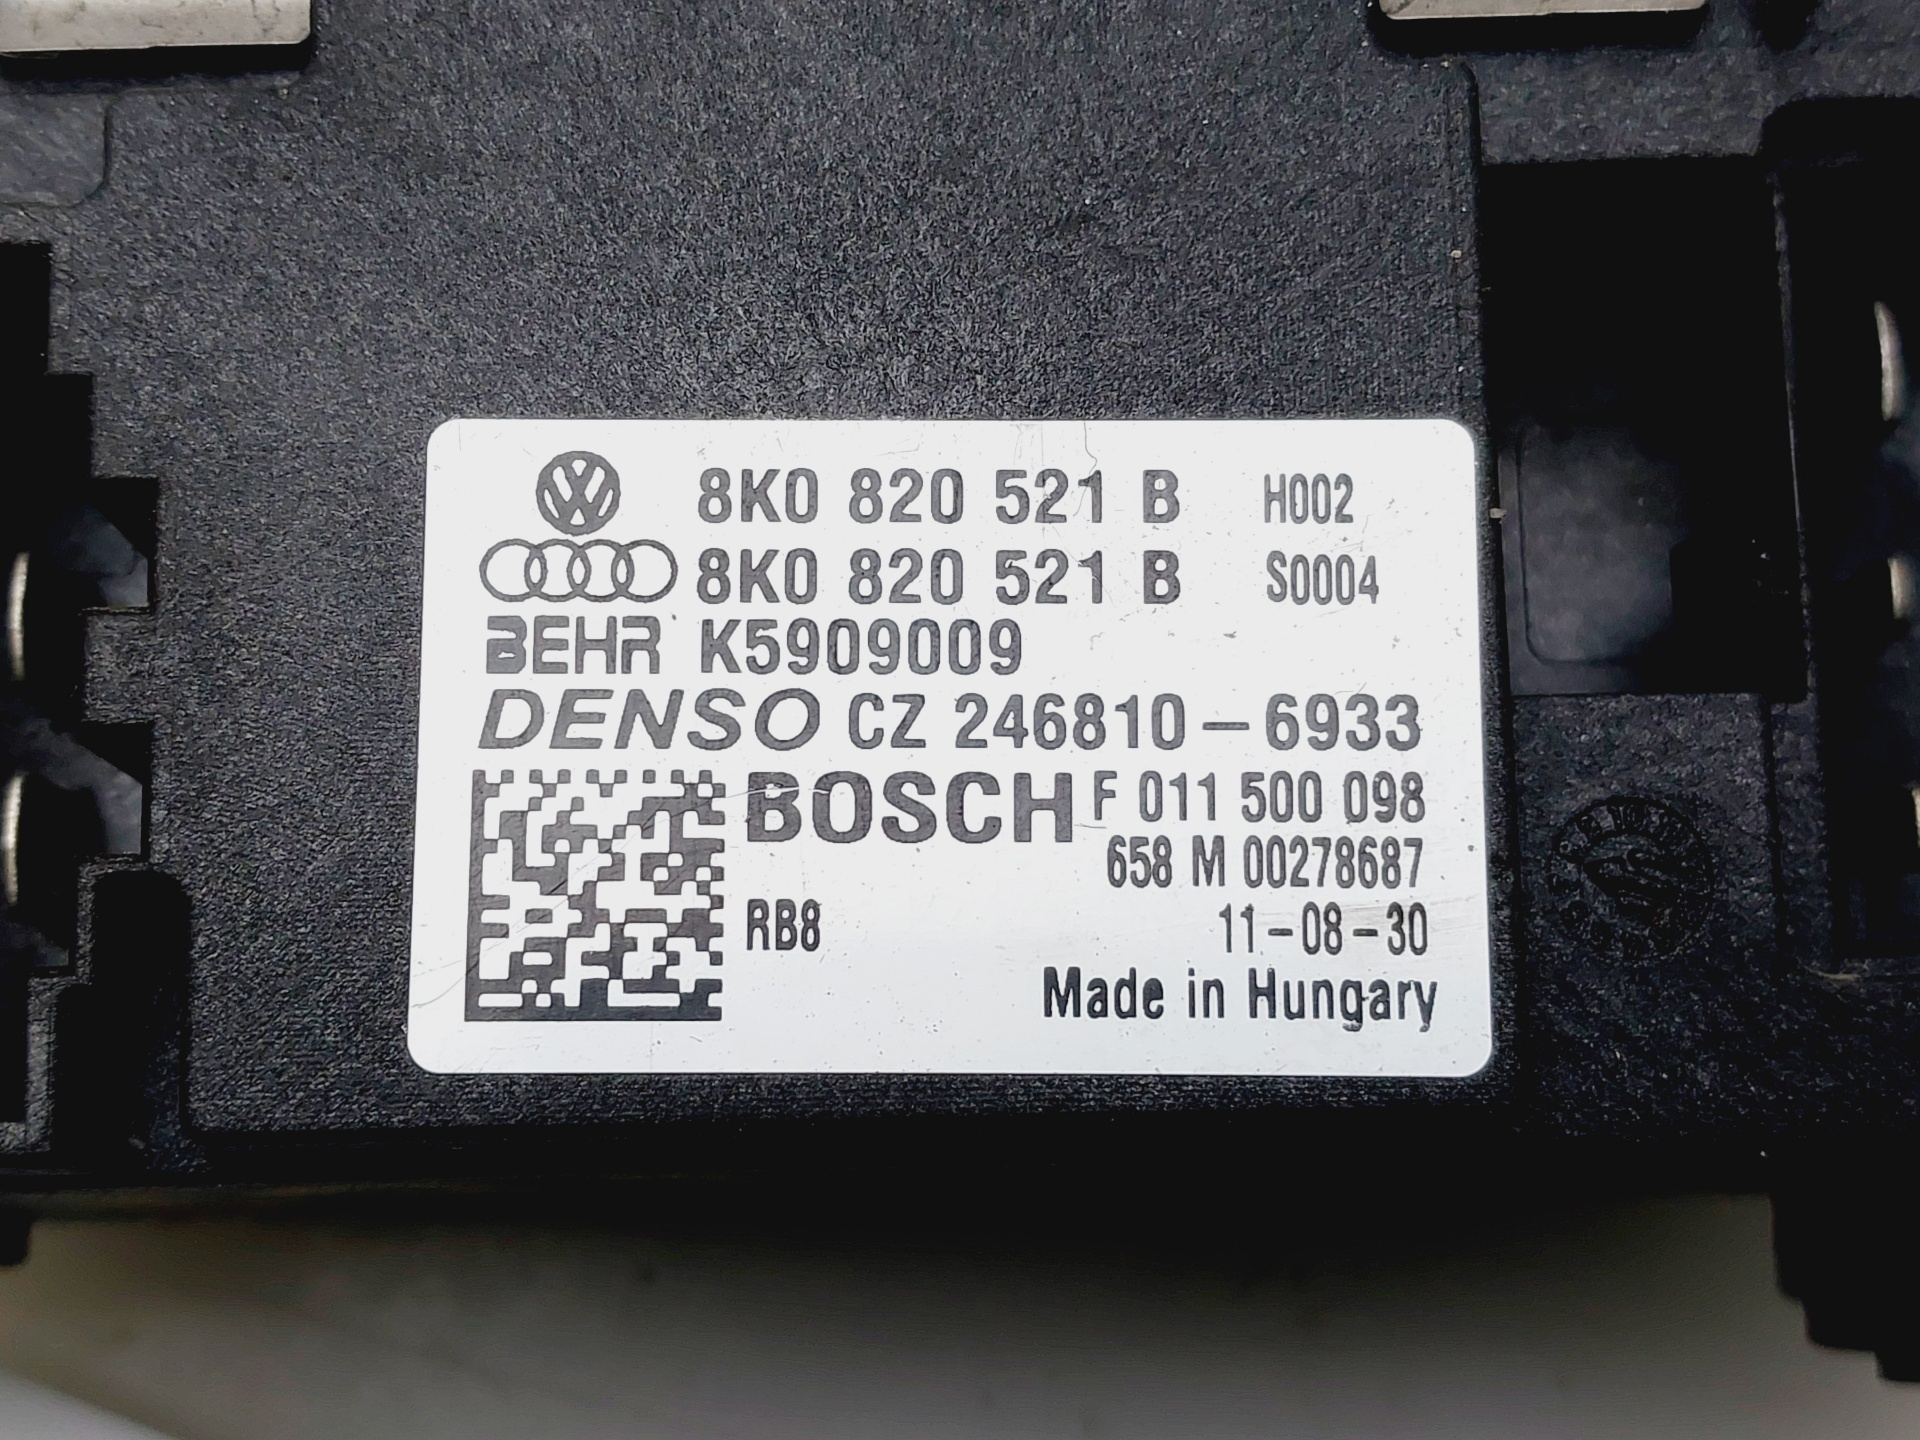 8K0 820 521 B H002
8K0 820 521 B S0004
BEHR K5909009
DENSO CZ 246810-6933
BOSCH F 011 500 098
658 M 00278687
RB8 11-08-30
Made in Hungary